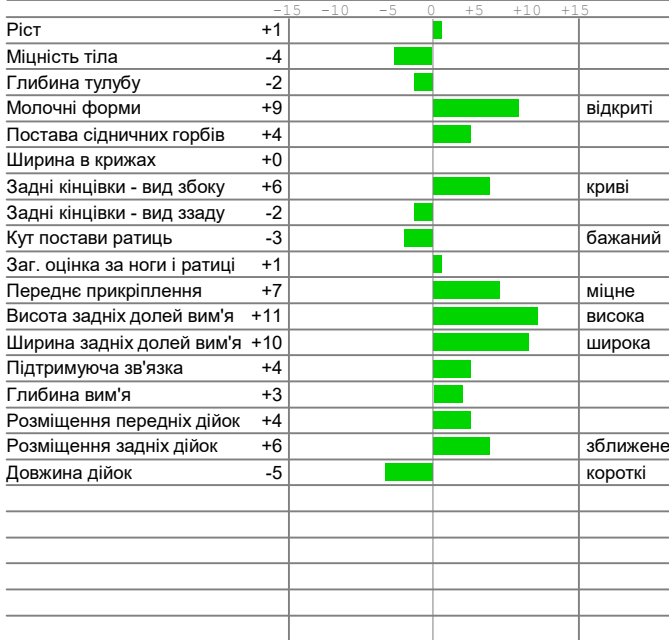 -15 -10 -5 0 +5 +10 +15
Ріст +1
Міцність тіла -4
Глибина тулубу -2
Молочні форми +9 відкриті
Постава сідничних горбів +4
Ширина в крижах +0
Задні кінцівки - вид збоку +6 криві
Задні кінцівки - вид ззаду -2
Кут постави ратиць -3 бажаний
Заг. оцінка за ноги і ратиці +1
Переднє прикріплення +7 міцне
Висота задніх долей вим'я +11 висока
Ширина задніх долей вим'я +10 широка
Підтримуюча зв'язка +4
Глибина вим'я +3
Розміщення передніх дійок +4
Розміщення задніх дійок +6 зближене
Довжина дійок -5 короткі